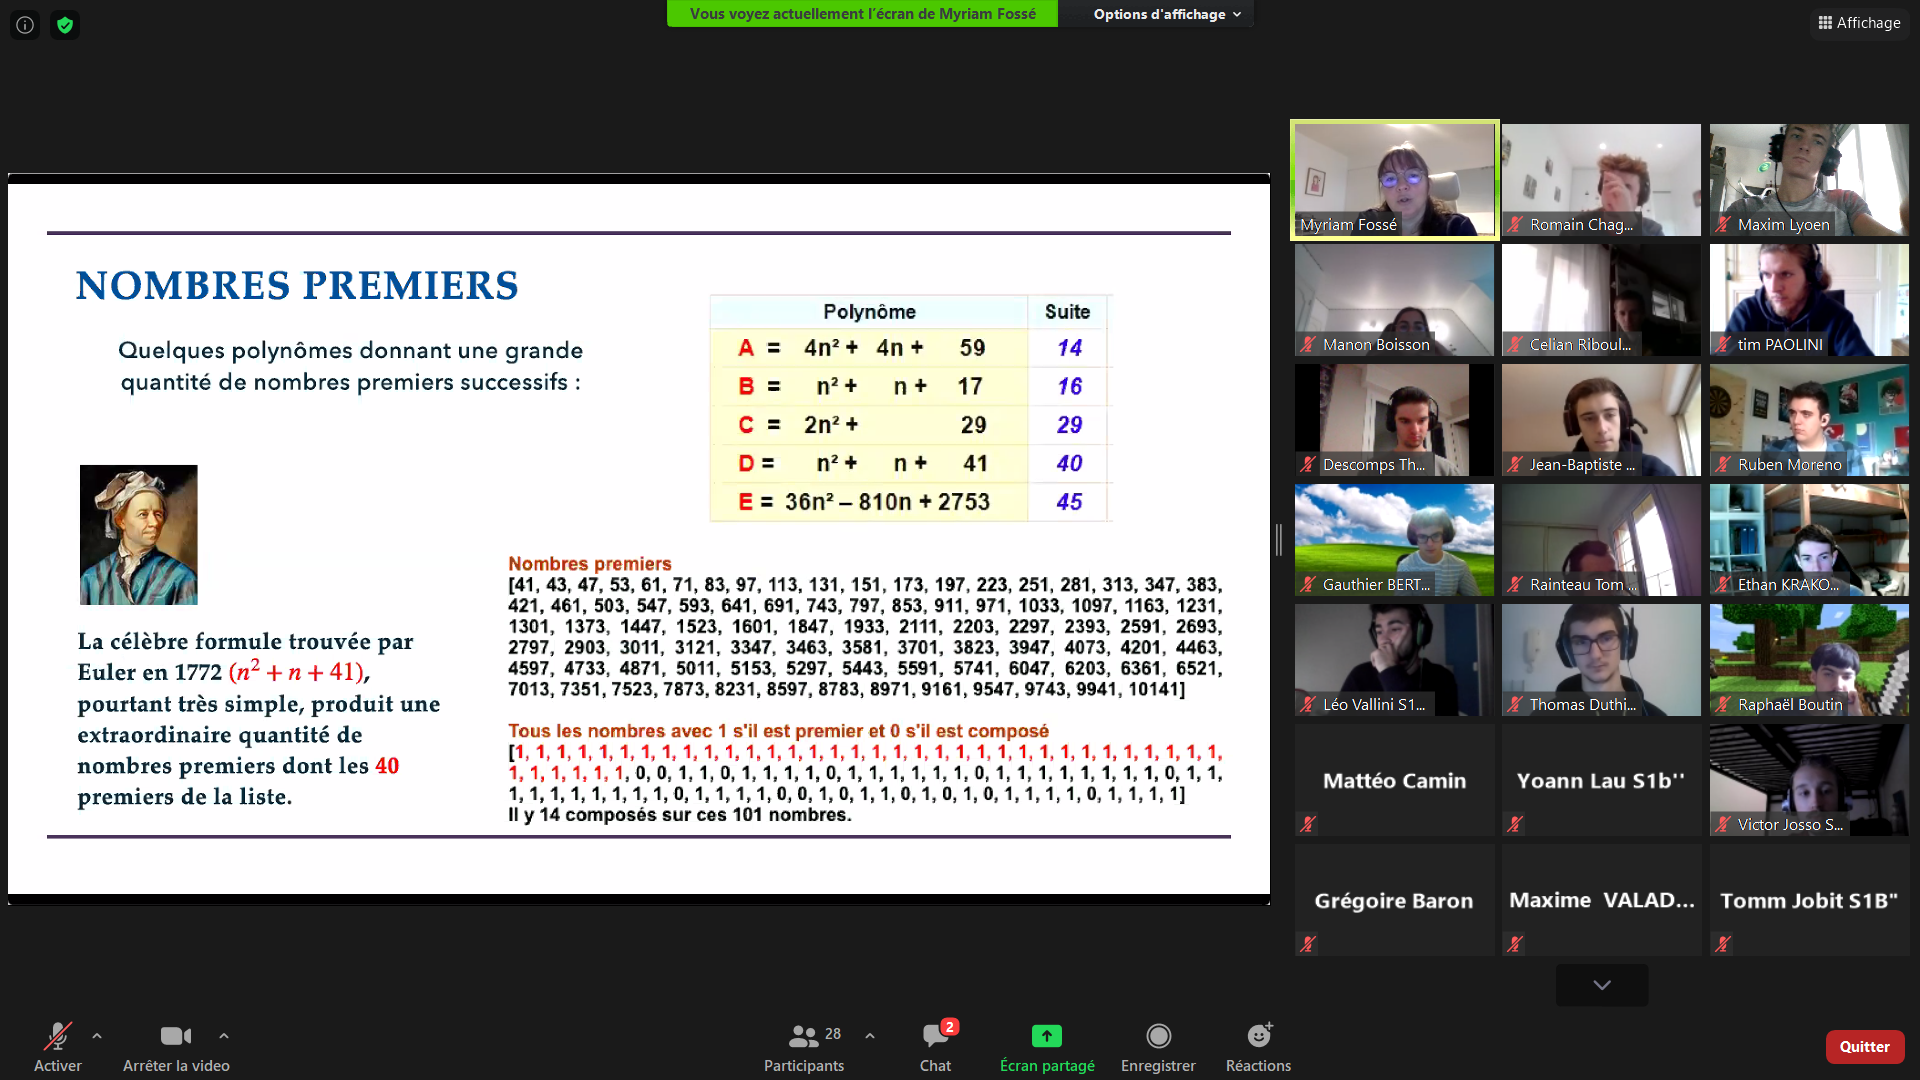 Vous voyez actuellement l'écran de Myriam Fossé
Options d'affichage
Affichage
NOMBRES PREMIERS
Quelques polynômes donnant une grande
quantité de nombres premiers successifs :
Polynôme Suite
A = 4n² + 4n + 59 14
B = n² + n + 17 16
C = 2n² + 29 29
D = n² + n + 41 40
E = 36n² – 810n + 2753 45
La célèbre formule trouvée par
Euler en 1772 (n² + n + 41),
pourtant très simple, produit une
extraordinaire quantité de
nombres premiers dont les 40
premiers de la liste.
Nombres premiers
[41, 43, 47, 53, 61, 71, 83, 97, 113, 131, 151, 173, 197, 223, 251, 281, 313, 347, 383,
421, 461, 503, 547, 593, 641, 691, 743, 797, 853, 911, 971, 1033, 1097, 1163, 1231,
1301, 1373, 1447, 1523, 1601, 1847, 1933, 2111, 2203, 2297, 2393, 2591, 2693,
2797, 2903, 3011, 3121, 3347, 3463, 3581, 3701, 3823, 3947, 4073, 4201, 4463,
4597, 4733, 4871, 5011, 5153, 5297, 5443, 5591, 5741, 6047, 6203, 6361, 6521,
7013, 7351, 7523, 7873, 8231, 8597, 8783, 8971, 9161, 9547, 9743, 9941, 10141]
Tous les nombres avec 1 s'il est premier et 0 s'il est composé
[1, 1, 1, 1, 1, 1, 1, 1, 1, 1, 1, 1, 1, 1, 1, 1, 1, 1, 1, 1, 1, 1, 1, 1, 1, 1, 1, 1, 1, 1, 1, 1, 1, 1,
1, 1, 1, 1, 1, 1, 0, 0, 1, 1, 0, 1, 1, 1, 1, 0, 1, 1, 1, 1, 1, 1, 0, 1, 1, 1, 1, 1, 1, 1, 1, 0, 1, 1,
1, 1, 1, 1, 1, 1, 1, 1, 0, 1, 1, 1, 1, 0, 0, 1, 0, 1, 1, 0, 1, 0, 1, 0, 1, 1, 1, 1, 0, 1, 1, 1, 1]
Il y 14 composés sur ces 101 nombres.
Myriam Fossé
Romain Chag...
Maxim Lyoen
Manon Boisson
Celian Riboul...
tim PAOLINI
Descomps Th...
Jean-Baptiste ...
Ruben Moreno
Gauthier BERT...
Rainteau Tom ...
Ethan KRAKO...
Léo Vallini S1...
Thomas Duthi...
Raphaël Boutin
Mattéo Camin
Yoann Lau S1b''
Victor Josso S...
Grégoire Baron
Maxime VALAD...
Tomm Jobit S1B"
Activer
Arrêter la video
28
Participants
2
Chat
Écran partagé
Enregistrer
Réactions
Quitter